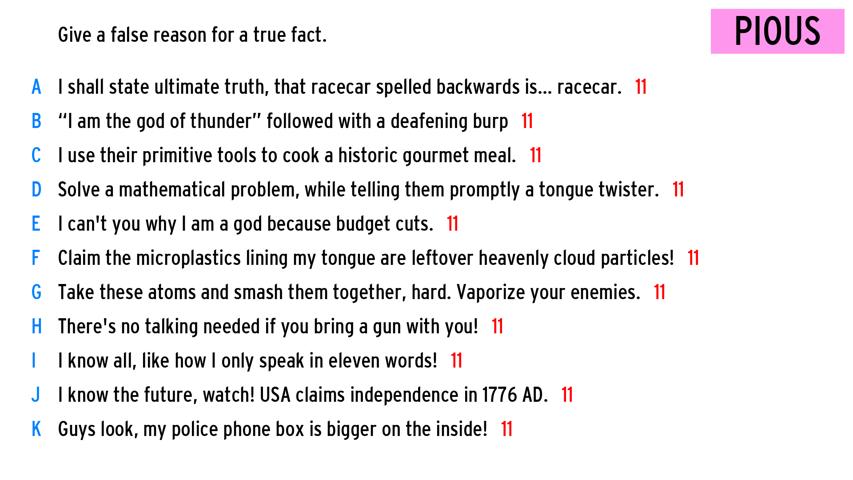 Give a false reason for a true fact.
PIOUS
A I shall state ultimate truth, that racecar spelled backwards is... racecar. 11
B “I am the god of thunder” followed with a deafening burp 11
C I use their primitive tools to cook a historic gourmet meal. 11
D Solve a mathematical problem, while telling them promptly a tongue twister. 11
E I can't you why I am a god because budget cuts. 11
F Claim the microplastics lining my tongue are leftover heavenly cloud particles! 11
G Take these atoms and smash them together, hard. Vaporize your enemies. 11
H There's no talking needed if you bring a gun with you! 11
I I know all, like how I only speak in eleven words! 11
J I know the future, watch! USA claims independence in 1776 AD. 11
K Guys look, my police phone box is bigger on the inside! 11